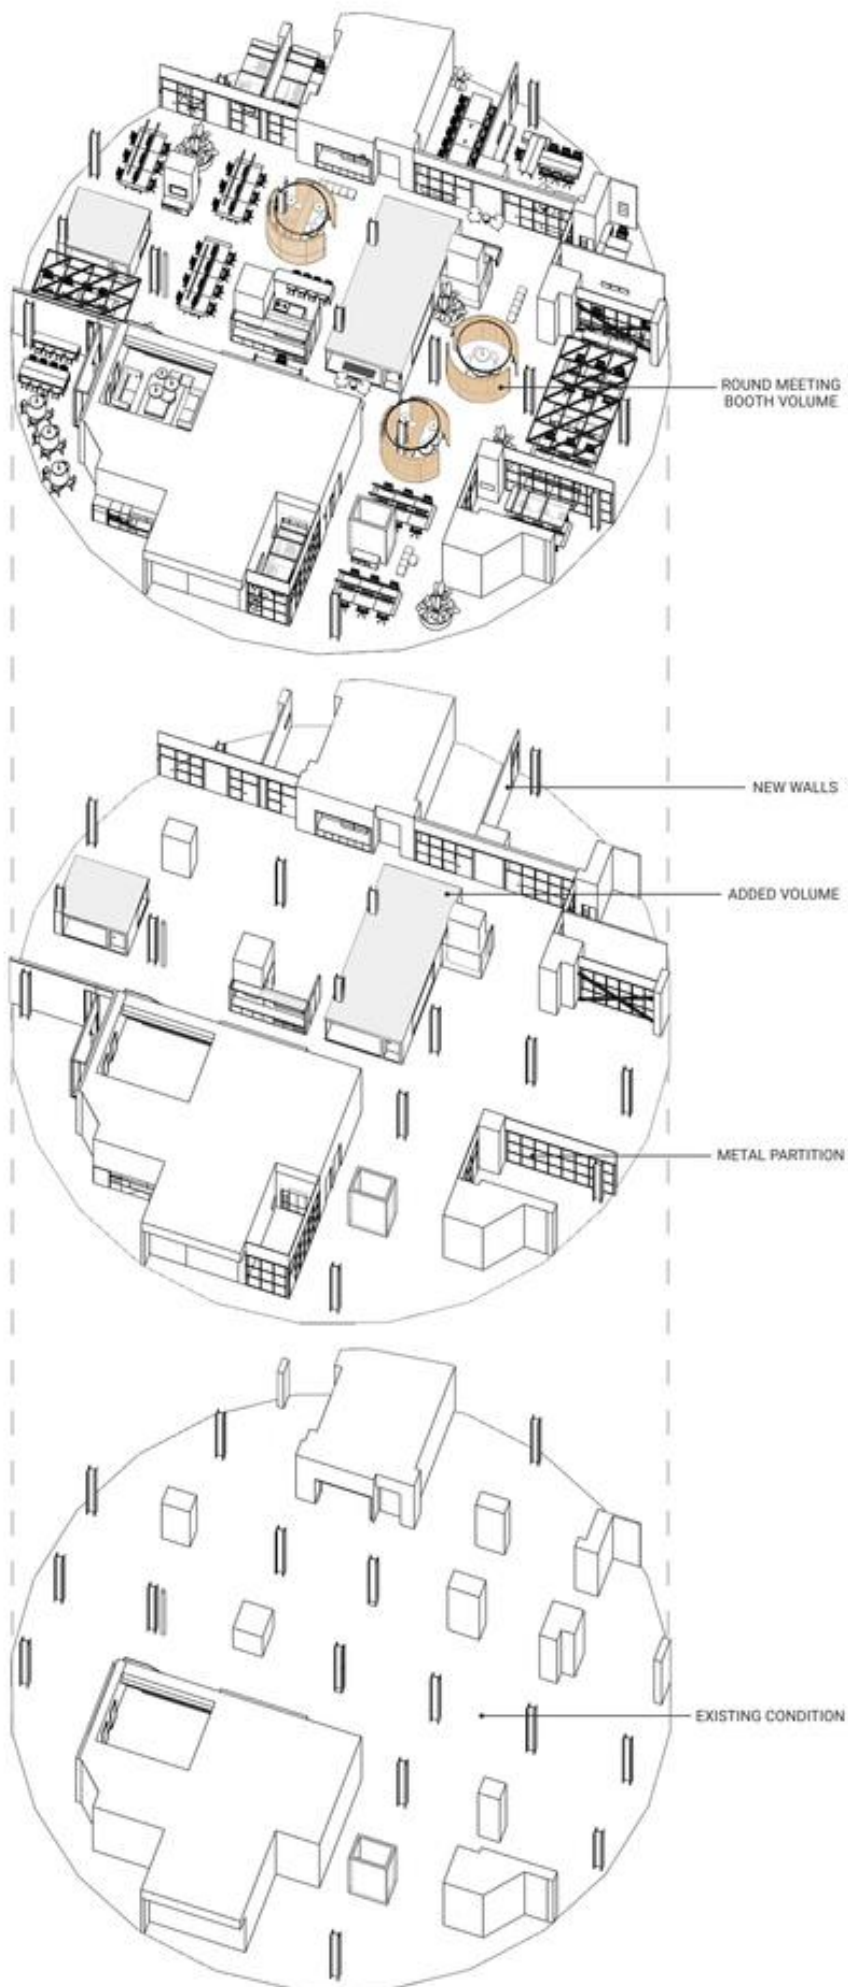 ROUND MEETING
BOOTH VOLUME
NEW WALLS
ADDED VOLUME
METAL PARTITION
EXISTING CONDITION